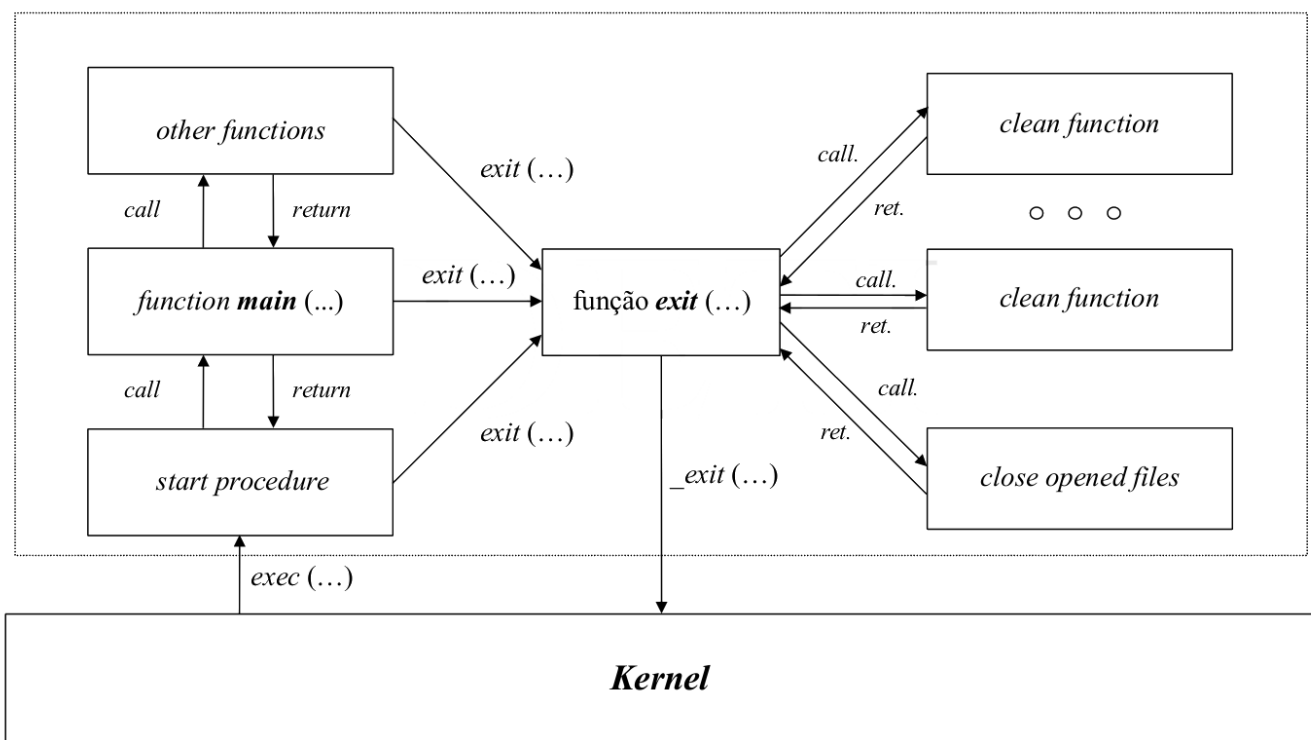 other functions
exit (…)
call
return
function main (...)
exit (…)
call
return
start procedure
exit (…)
exec (…)
função exit (…)
_exit (…)
call.
ret.
clean function
call.
ret.
clean function
call.
ret.
close opened files
Kernel